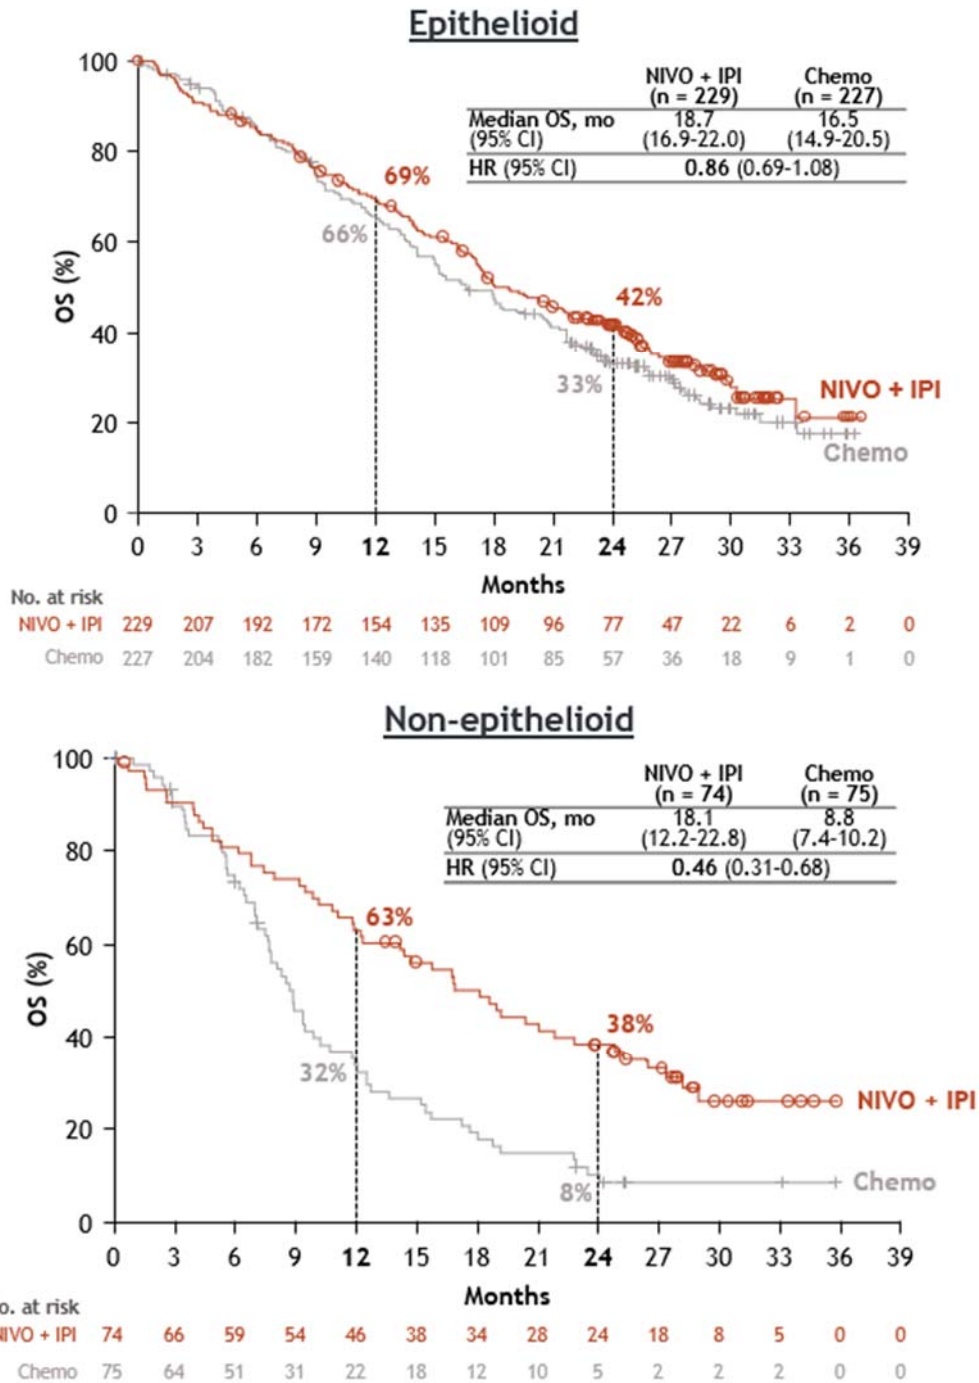 Epithelioid
NIVO + IPI Chemo
(n = 229) (n = 227)
Median OS, mo 18.7 16.5
(95% CI) (16.9-22.0) (14.9-20.5)
HR (95% CI) 0.86 (0.69-1.08)
100
80
60
40
20
0
OS (%)
69%
66%
42%
33%
NIVO + IPI
Chemo
0 3 6 9 12 15 18 21 24 27 30 33 36 39
Months
No. at risk
NIVO + IPI 229 207 192 172 154 135 109 96 77 47 22 6 2 0
Chemo 227 204 182 159 140 118 101 85 57 36 18 9 1 0
Non-epithelioid
NIVO + IPI Chemo
(n = 74) (n = 75)
Median OS, mo 18.1 8.8
(95% CI) (12.2-22.8) (7.4-10.2)
HR (95% CI) 0.46 (0.31-0.68)
100
80
60
40
20
0
OS (%)
63%
32%
38%
8%
NIVO + IPI
Chemo
0 3 6 9 12 15 18 21 24 27 30 33 36 39
Months
o. at risk
NIVO + IPI 74 66 59 54 46 38 34 28 24 18 8 5 0 0
Chemo 75 64 51 31 22 18 12 10 5 2 2 2 0 0